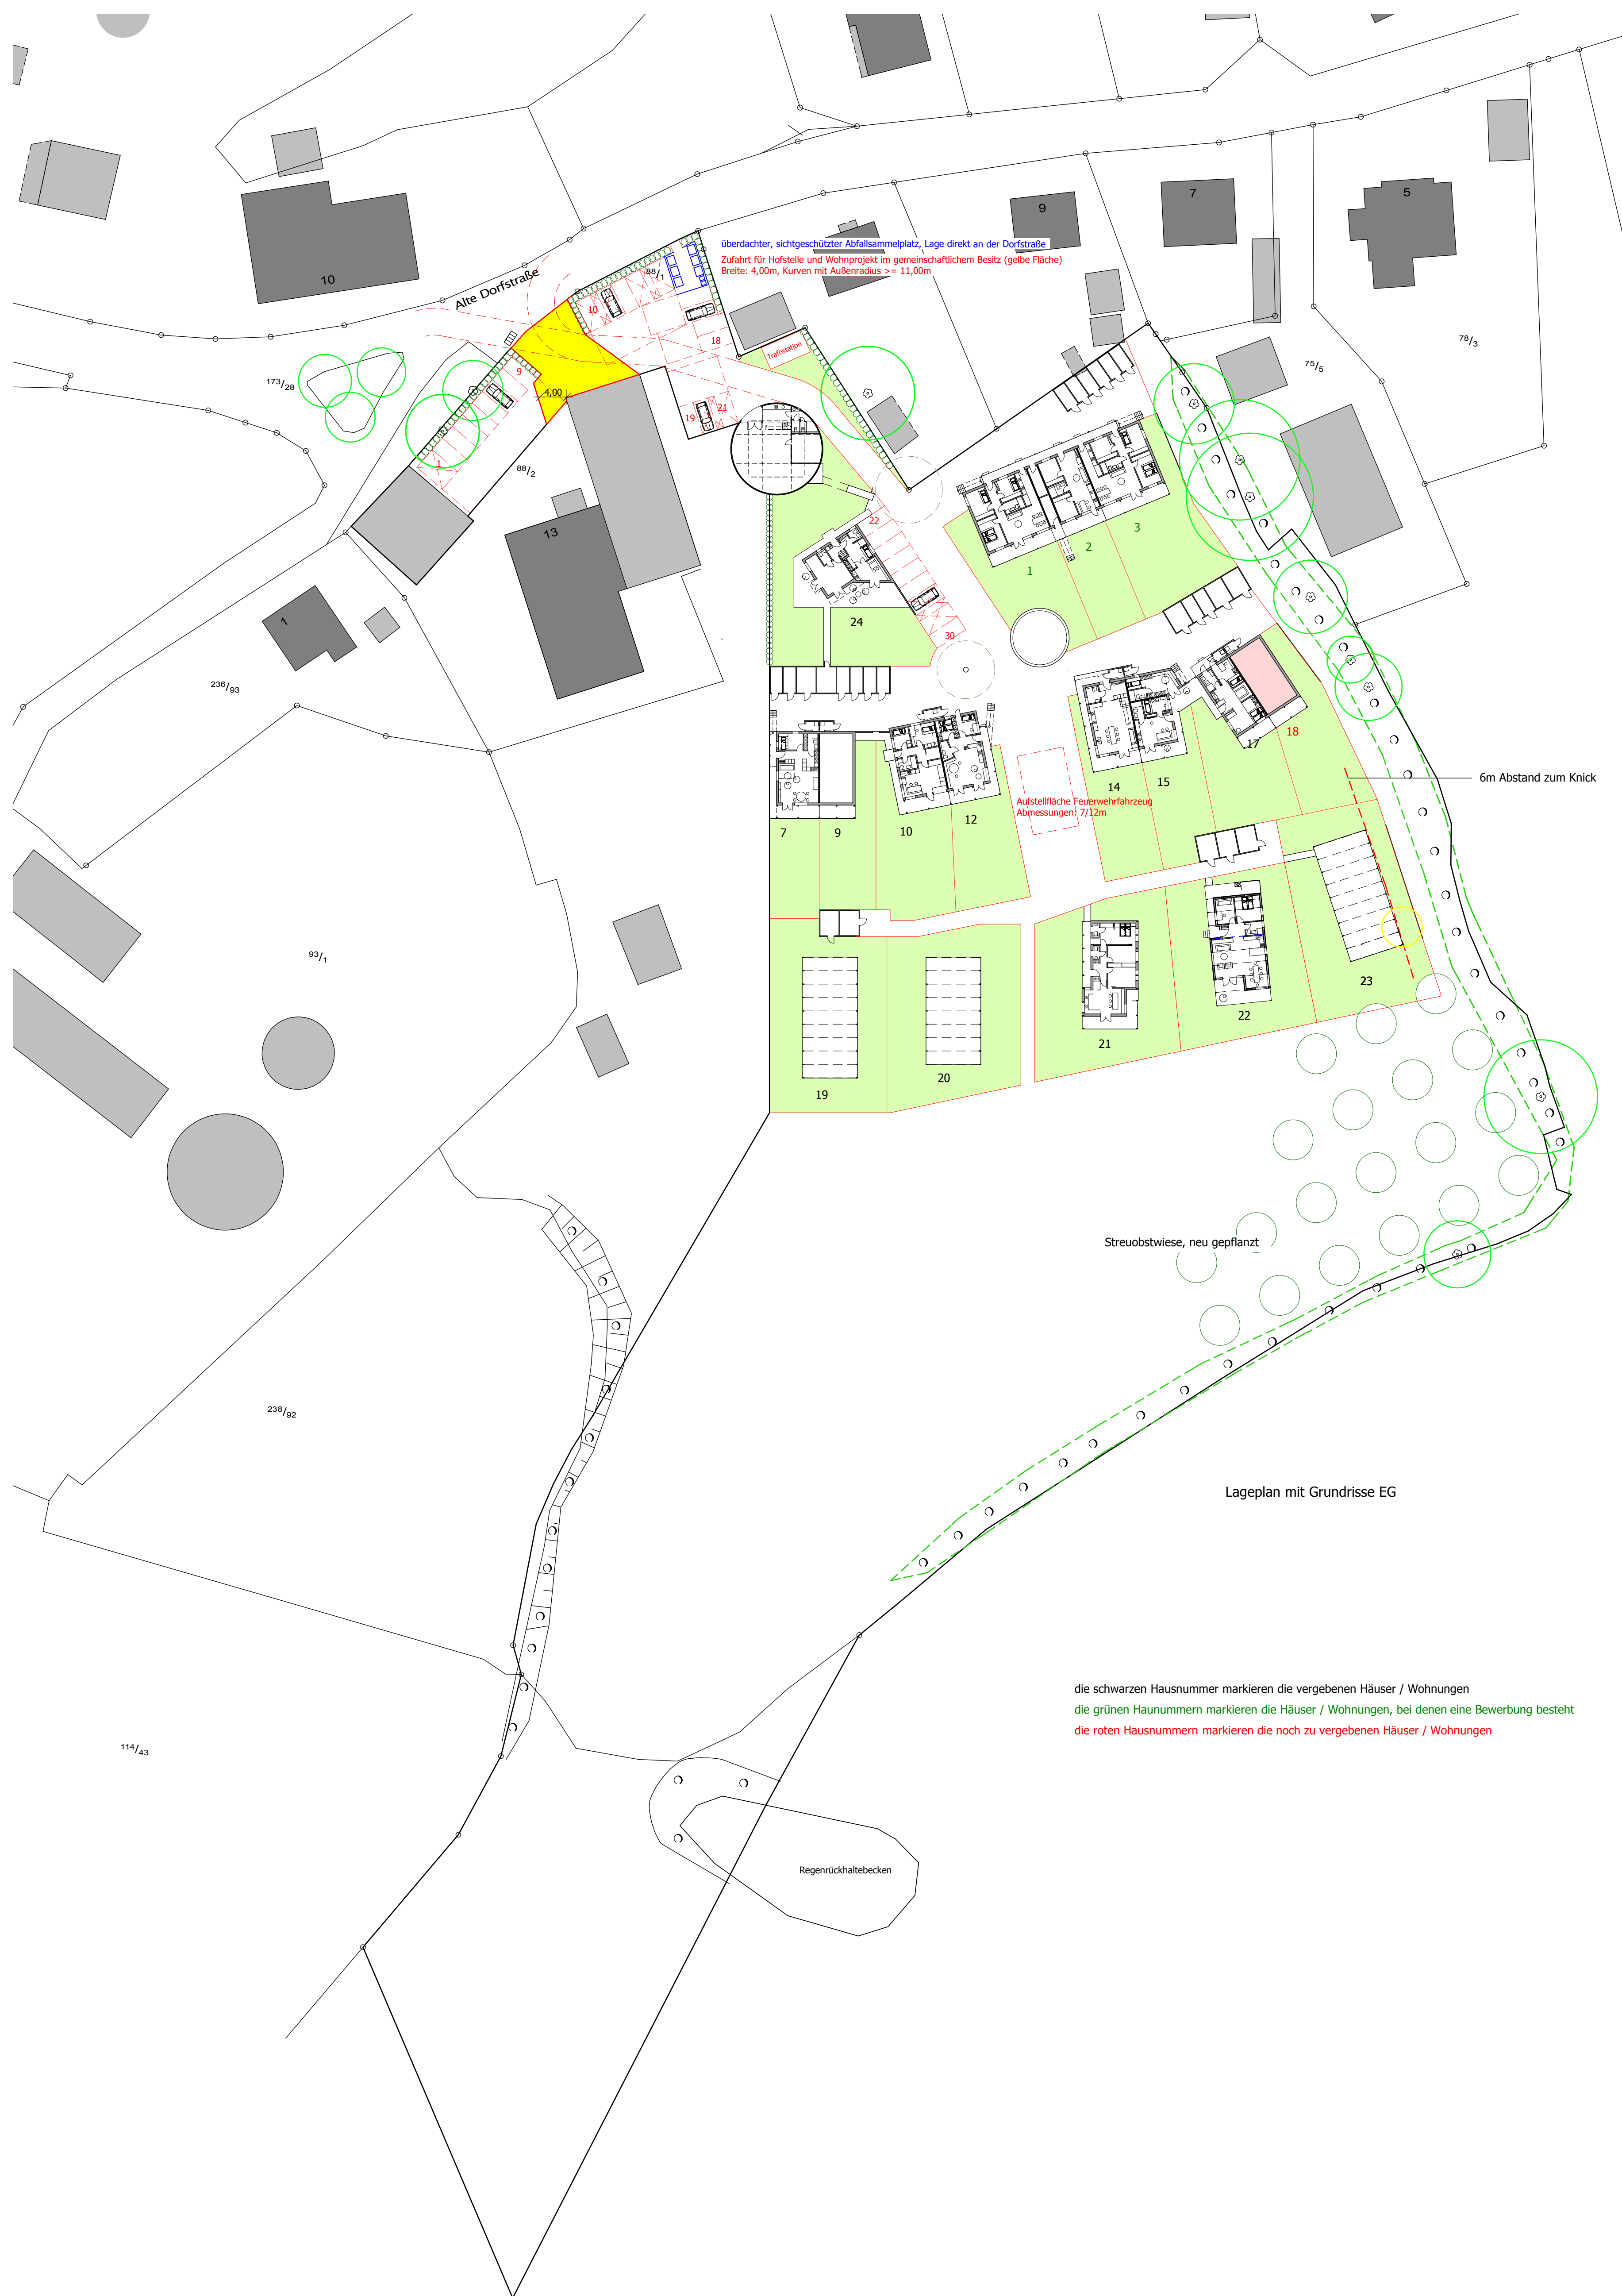 10
9
7
5
überdachter, sichtgeschützter Abfallsammelplatz, Lage direkt an der Dorfstraße
Zufahrt für Hofstelle und Wohnprojekt im gemeinschaftlichem Besitz (gelbe Fläche)
Breite: 4,00m, Kurven mit Außenradius >= 11,00m
Alte Dorfstraße
88/1
10
18
Trafostation
78/3
75/5
173/28
9
4,00
19
21
1
88/2
13
22
1
2
3
24
30
1
236/93
17
18
14
15
6m Abstand zum Knick
Aufstellfläche Feuerwehrfahrzeug
Abmessungen: 7/12m
7
9
10
12
93/1
23
22
21
20
19
Streuobstwiese, neu gepflanzt
238/92
Lageplan mit Grundrisse EG
die schwarzen Hausnummer markieren die vergebenen Häuser / Wohnungen
die grünen Haunummern markieren die Häuser / Wohnungen, bei denen eine Bewerbung besteht
die roten Hausnummern markieren die noch zu vergebenen Häuser / Wohnungen
114/43
Regenrückhaltebecken